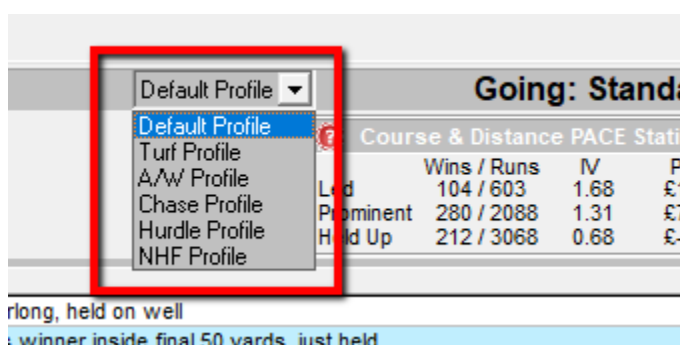 Default Profile
Going: Standa
Default Profile
Turf Profile
A/W Profile
Chase Profile
Hurdle Profile
NHF Profile
? Course & Distance PACE Stati
Wins / Runs IV P
Led 104 / 603 1.68 £1
Prominent 280 / 2088 1.31 £7
Held Up 212 / 3068 0.68 £-
rlong, held on well
winner inside final 50 yards, just held